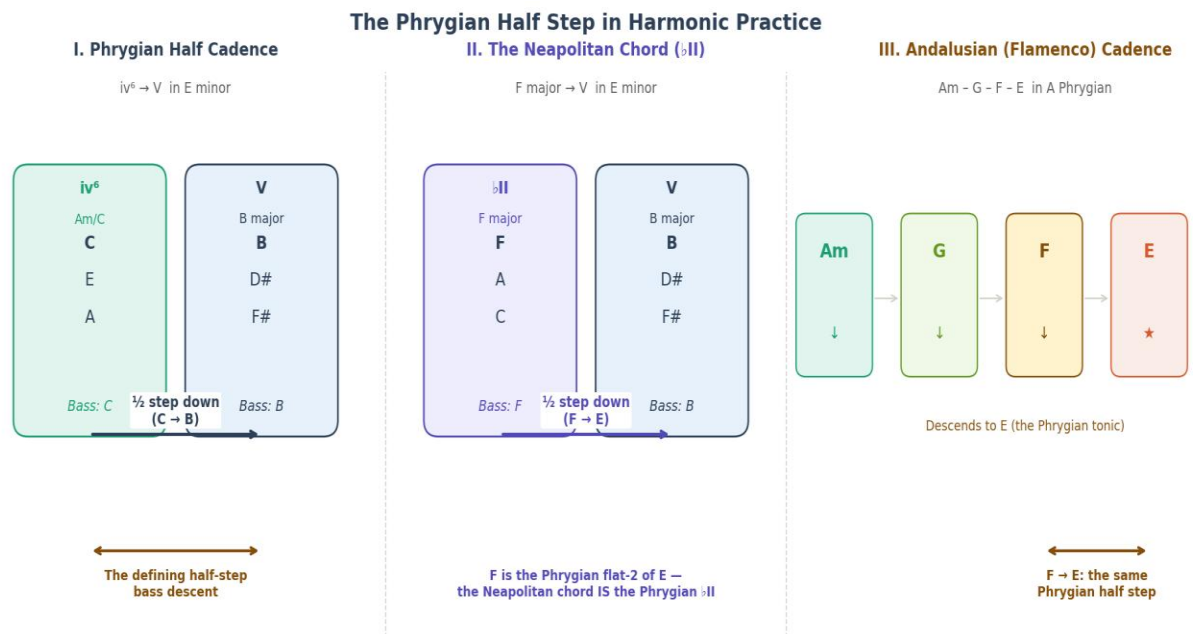 The Phrygian Half Step in Harmonic Practice
I. Phrygian Half Cadence
iv⁶ → V in E minor
iv⁶
Am/C
C
E
A
Bass: C
V
B major
B
D#
F#
Bass: B
½ step down
(C → B)
The defining half-step
bass descent
II. The Neapolitan Chord (♭II)
F major → V in E minor
♭II
F major
F
A
C
Bass: F
V
B major
B
D#
F#
Bass: B
½ step down
(F → E)
F is the Phrygian flat-2 of E —
the Neapolitan chord IS the Phrygian ♭II
III. Andalusian (Flamenco) Cadence
Am – G – F – E in A Phrygian
Am
↓
G
↓
F
↓
E
★
Descends to E (the Phrygian tonic)
F → E: the same
Phrygian half step